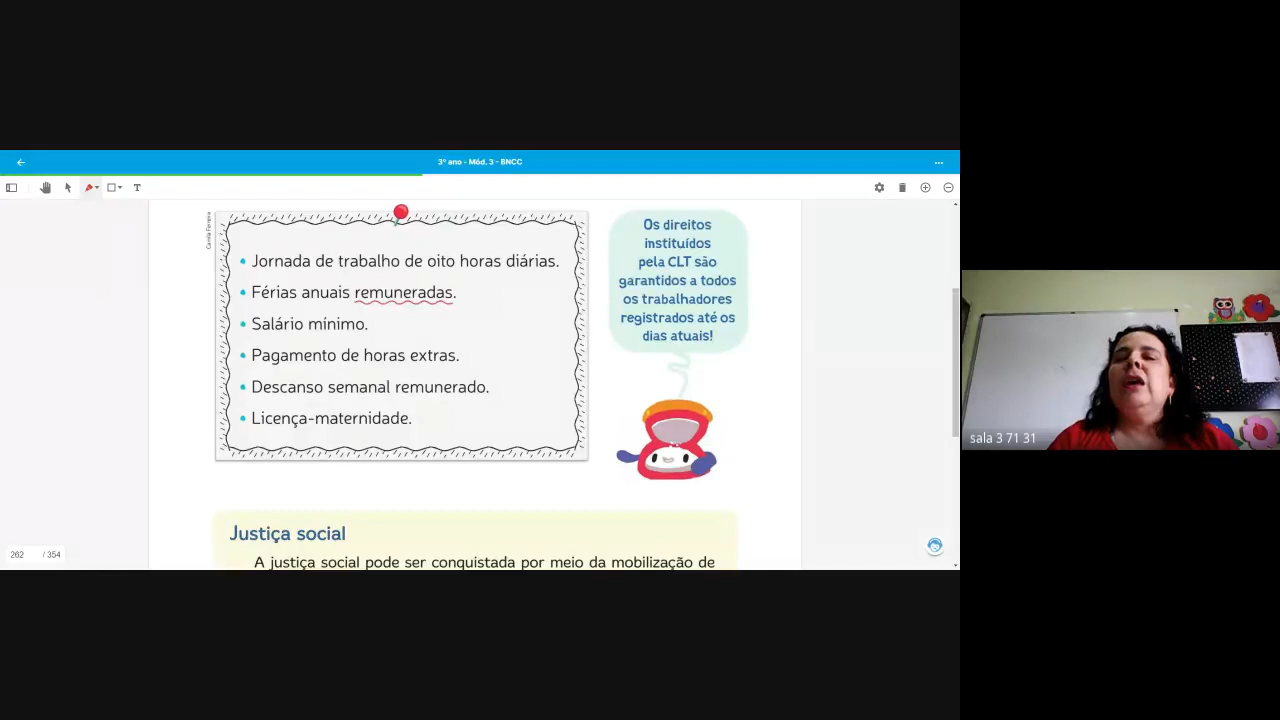 3º ano - Mód. 3 - BNCC
T
Camila Ferreira
• Jornada de trabalho de oito horas diárias.
• Férias anuais remuneradas.
• Salário mínimo.
• Pagamento de horas extras.
• Descanso semanal remunerado.
• Licença-maternidade.
Os direitos
instituídos
pela CLT são
garantidos a todos
os trabalhadores
registrados até os
dias atuais!
Justiça social
A justiça social pode ser conquistada por meio da mobilização de
262 / 354
sala 3 71 31